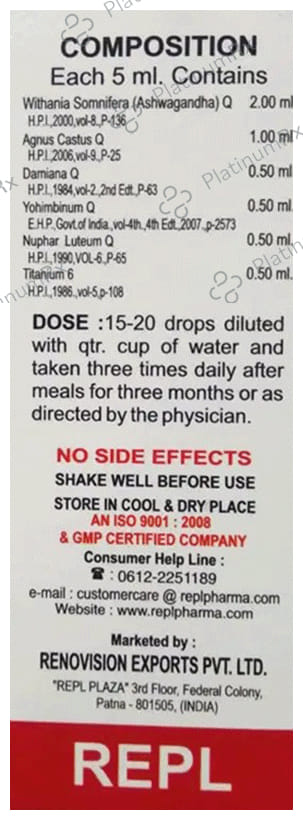 COMPOSITION
Each 5 ml. Contains
Withania Somnifera (Ashwagandha) Q 2.00 ml
H.P.I.,2000,vol-8.,P-136
Agnus Castus Q 1.00 ml
H.P.I.,2006,vol-9.,P-25
Damiana Q 0.50 ml
H.P.I.,1984,vol-2.,2nd Edt.,P-63
Yohimbinum Q 0.50 ml
E.H.P.,Govt.of India.,vol-4th.,4th Edt.,2007.,p-2573
Nuphar Luteum Q 0.50 ml.
H.P.I.,1990,VOL-6.,P-65
Titanium 6 0.50 ml.
H.P.I.,1986.,vol-5,p-108
DOSE :15-20 drops diluted
with qtr. cup of water and
taken three times daily after
meals for three months or as
directed by the physician.
NO SIDE EFFECTS
SHAKE WELL BEFORE USE
STORE IN COOL & DRY PLACE
AN ISO 9001 : 2008
& GMP CERTIFIED COMPANY
Consumer Help Line :
☎ : 0612-2251189
e-mail : customercare @ replpharma.com
Website : www.replpharma.com
Marketed by :
RENOVISION EXPORTS PVT. LTD.
"REPL PLAZA" 3rd Floor, Federal Colony,
Patna - 801505, (INDIA)
REPL
PlatinumRx